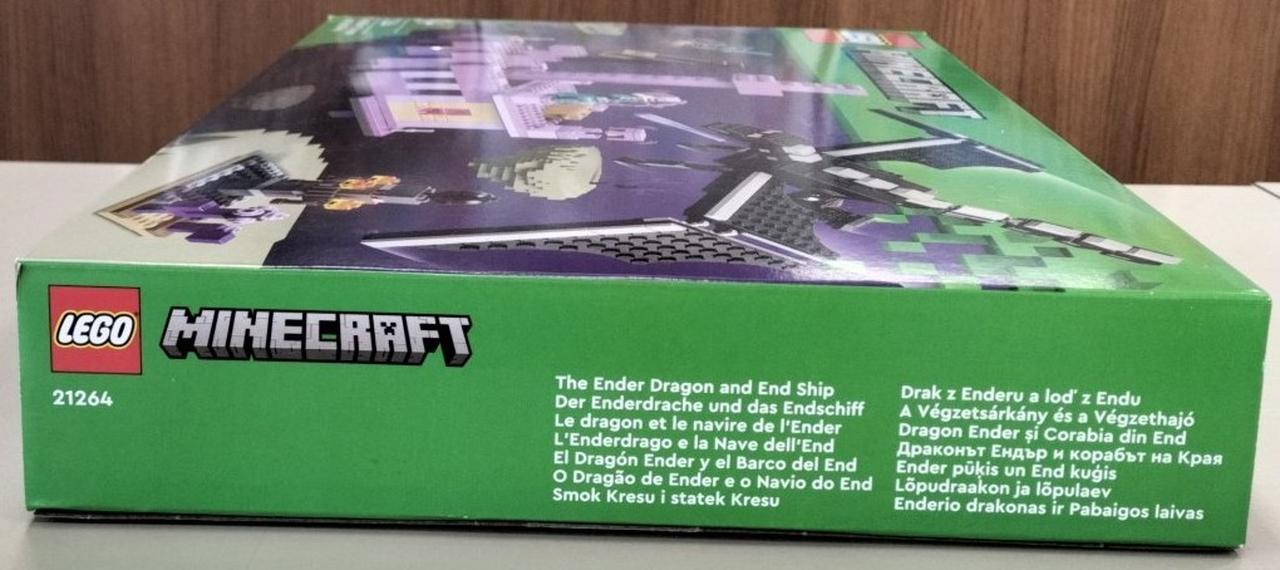 LEGO
MINECRAFT
MINECRAFT
21264
The Ender Dragon and End Ship
Der Enderdrache und das Endschiff
Le dragon et le navire de l'Ender
L'Enderdrago e la Nave dell'End
El Dragón Ender y el Barco del End
O Dragão de Ender e o Navio do End
Smok Kresu i statek Kresu
Drak z Enderu a loď z Endu
A Végzetsárkány és a Végzethajó
Dragon Ender și Corabia din End
Драконът Ендър и корабът на Края
Ender pūķis un End kuģis
Lõpudraakon ja lõpulaev
Enderio drakonas ir Pabaigos laivas